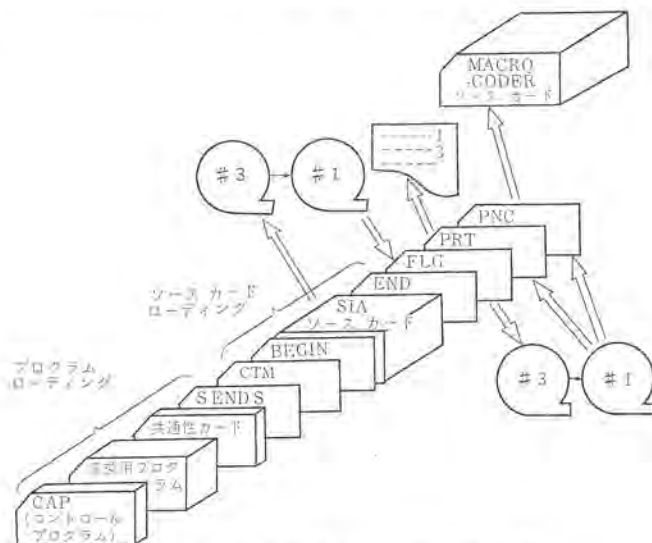 MACRO
-CODER
ソース カード
#3
#1
1
2
PNC
PRT
FLG
END
ソース カード
ローディング
SIA
ソース カード
BEGIN
CTM
SENDS
プログラム
ローディング
共通性カード
用プログ
ラム
CAP
(コントロール
プログラム)
#3
#1